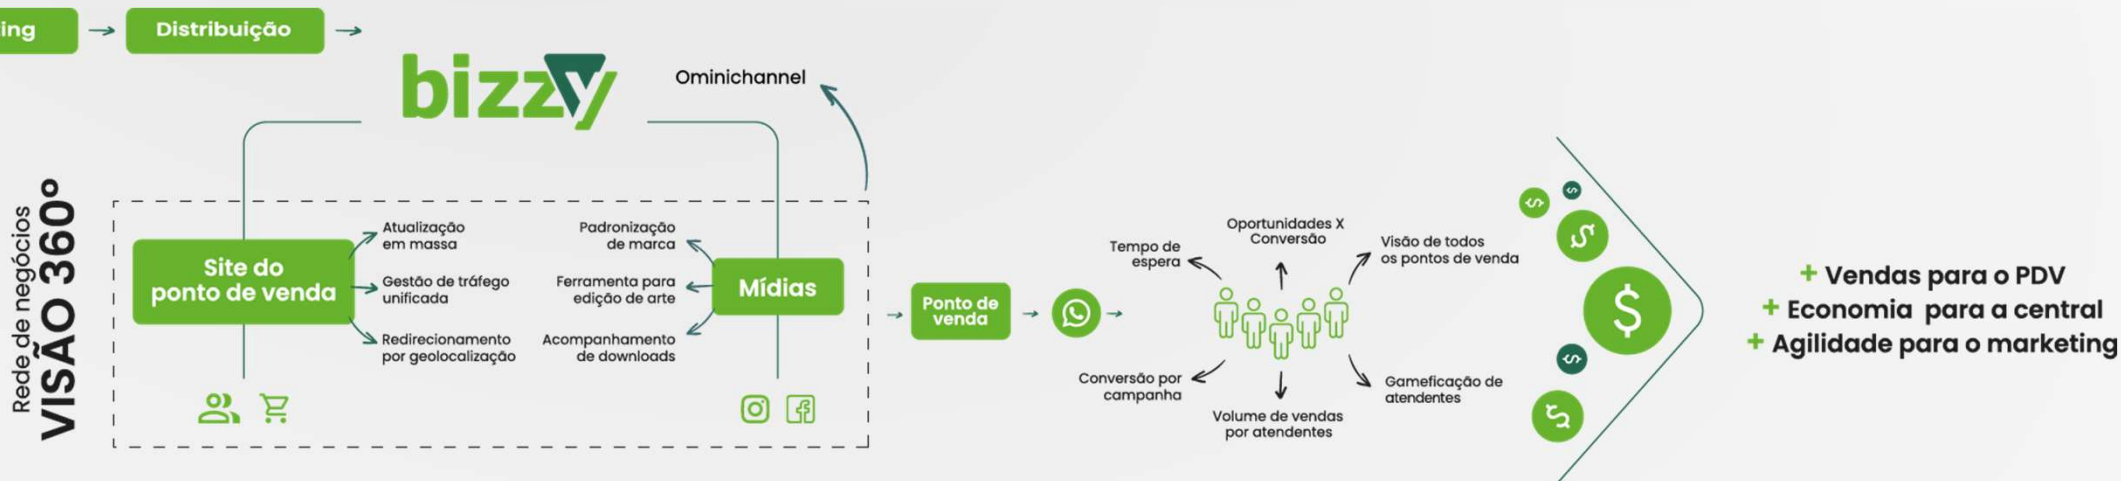 ing
Distribuição
bizzy
Ominichannel
Rede de negócios
VISÃO 360º
Site do
ponto de venda
Atualização
em massa
Gestão de tráfego
unificada
Redirecionamento
por geolocalização
Padronização
de marca
Ferramenta para
edição de arte
Acompanhamento
de downloads
Mídias
Ponto de
venda
Tempo de
espera
Oportunidades X
Conversão
Visão de todos
os pontos de venda
Conversão por
campanha
Volume de vendas
por atendentes
Gameficação de
atendentes
$
$
$
$
$
$
+ Vendas para o PDV
+ Economia para a central
+ Agilidade para o marketing